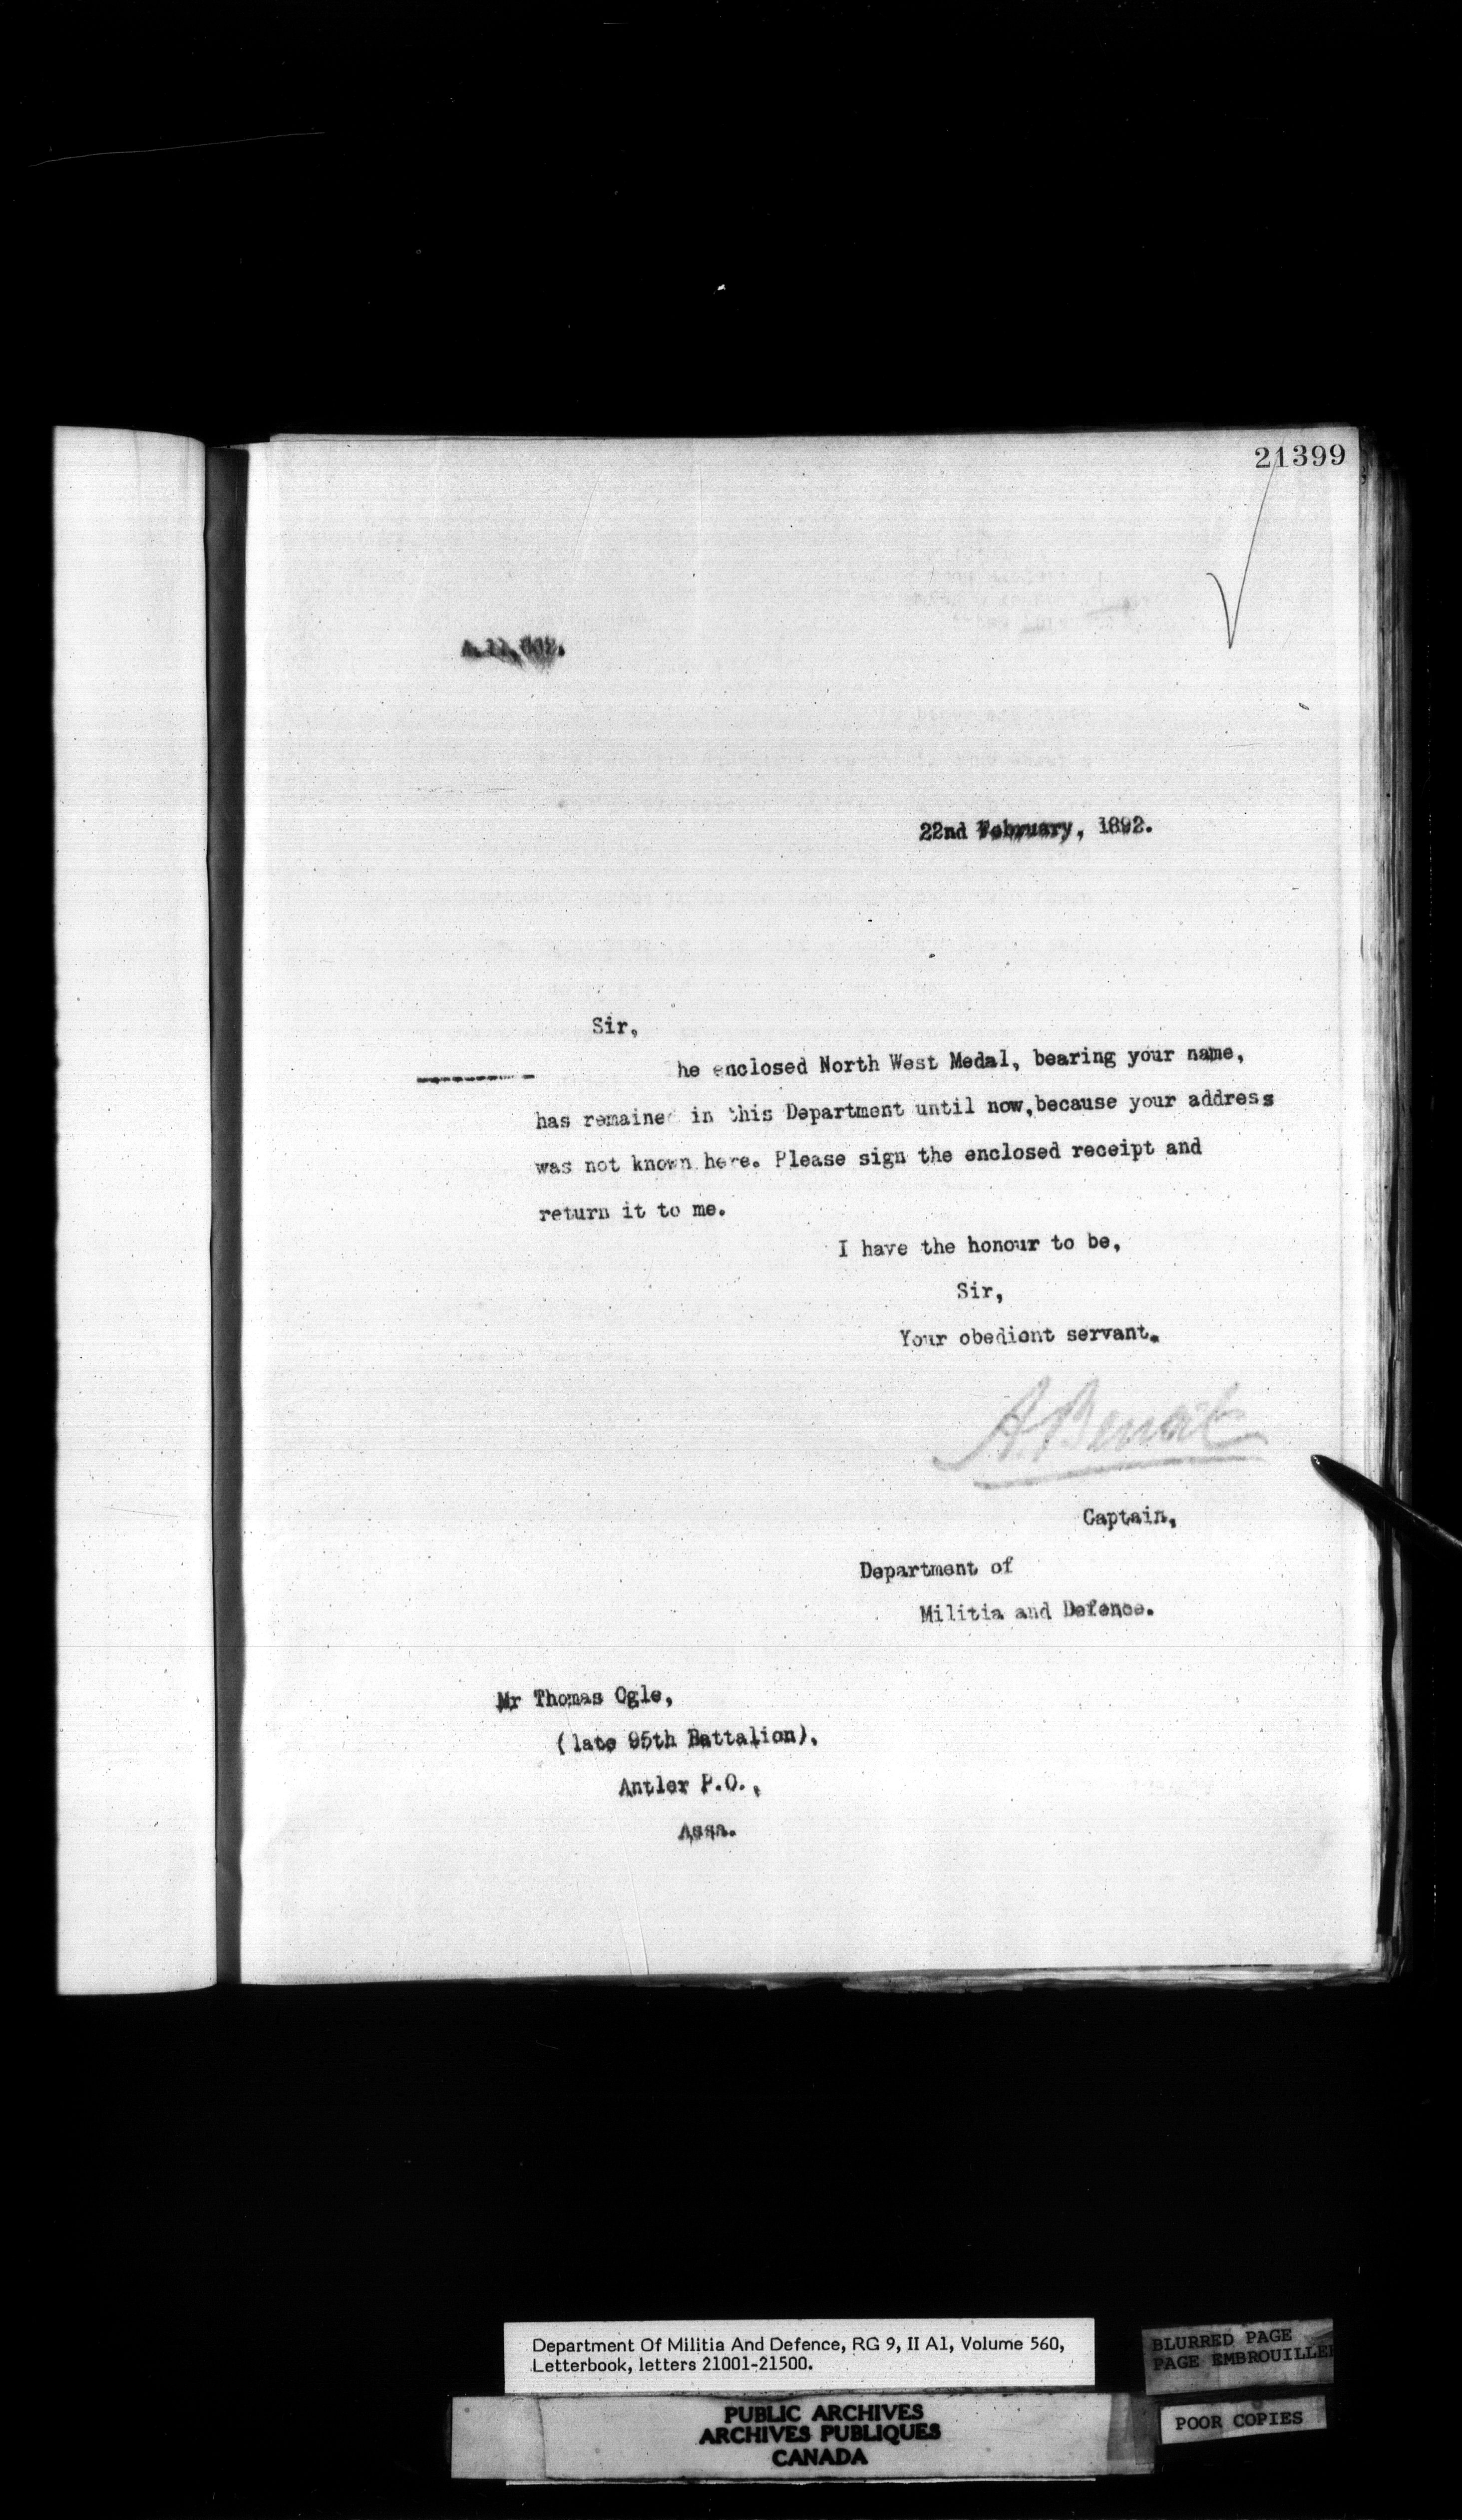 21399
22nd February, 1892.
Sir,
he enclosed North West Medal, bearing your name,
has remained in this Department until now, because your address
was not known here. Please sign the enclosed receipt and
return it to me.
I have the honour to be,
Sir,
Your obedient servant.
A. Benoit
Captain,
Department of
Militia and Defence.
Mr Thomas Ogle,
(late 95th Battalion),
Antler P.O.,
Assa.
Department Of Militia And Defence, RG 9, II A1, Volume 560,
Letterbook, letters 21001-21500.
BLURRED PAGE
PAGE EMBROUILLEE
PUBLIC ARCHIVES
ARCHIVES PUBLIQUES
CANADA
POOR COPIES